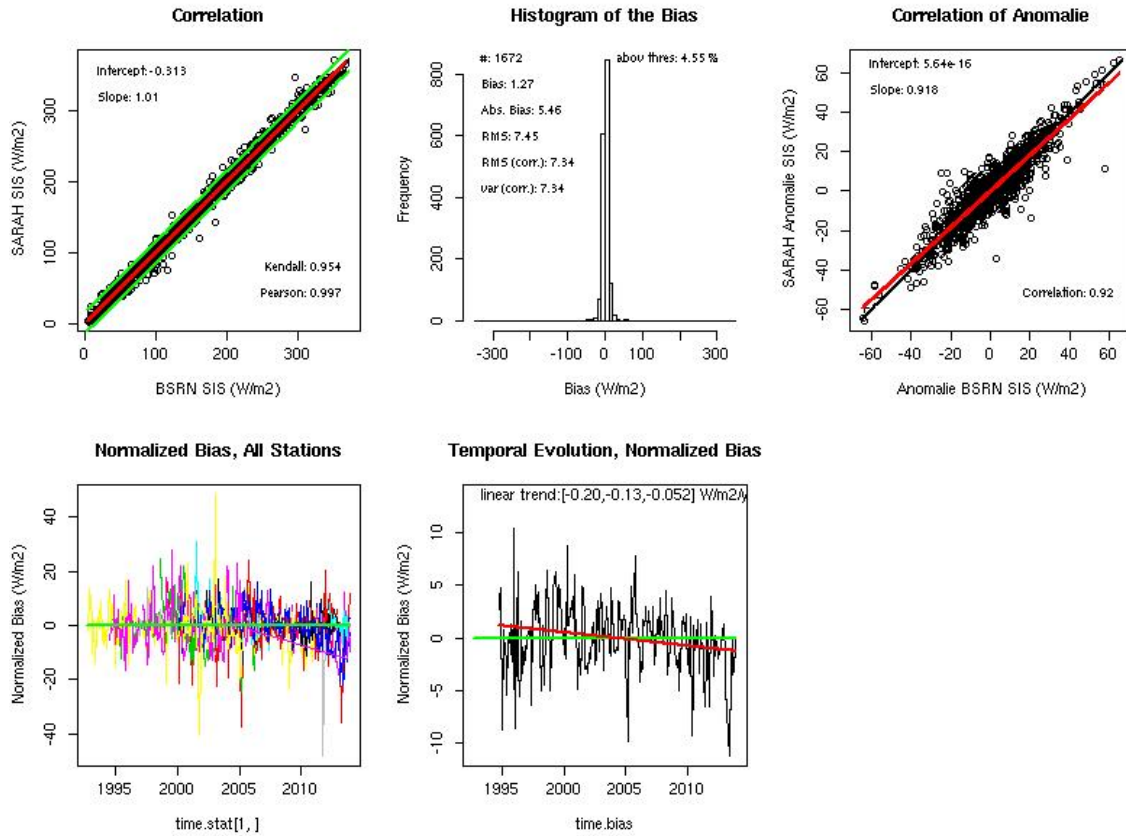 Correlation
Intercept: -0.313
Slope: 1.01
Kendall: 0.954
Pearson: 0.997
SARAH SIS (W/m2)
0 100 200 300
0 100 200 300
BSRN SIS (W/m2)
Histogram of the Bias
#: 1672
above thres: 4.55 %
Bias: 1.27
Abs. Bias: 5.46
RMS: 7.45
RMS (corr.): 7.34
var (corr.): 7.34
Frequency
0 200 400 600 800
-300 -100 0 100 300
Bias (W/m2)
Correlation of Anomalie
Intercept: 5.64e-16
Slope: 0.918
Correlation: 0.92
SARAH Anomalie SIS (W/m2)
-60 -40 -20 0 20 40 60
-60 -40 -20 0 20 40 60
Anomalie BSRN SIS (W/m2)
Normalized Bias, All Stations
Normalized Bias (W/m2)
-40 -20 0 20 40
1995 2000 2005 2010
time.stat[1, ]
Temporal Evolution, Normalized Bias
linear trend:[-0.20,-0.13,-0.052] W/m2/y
Normalized Bias (W/m2)
-10 -5 0 5 10
1995 2000 2005 2010
time.bias